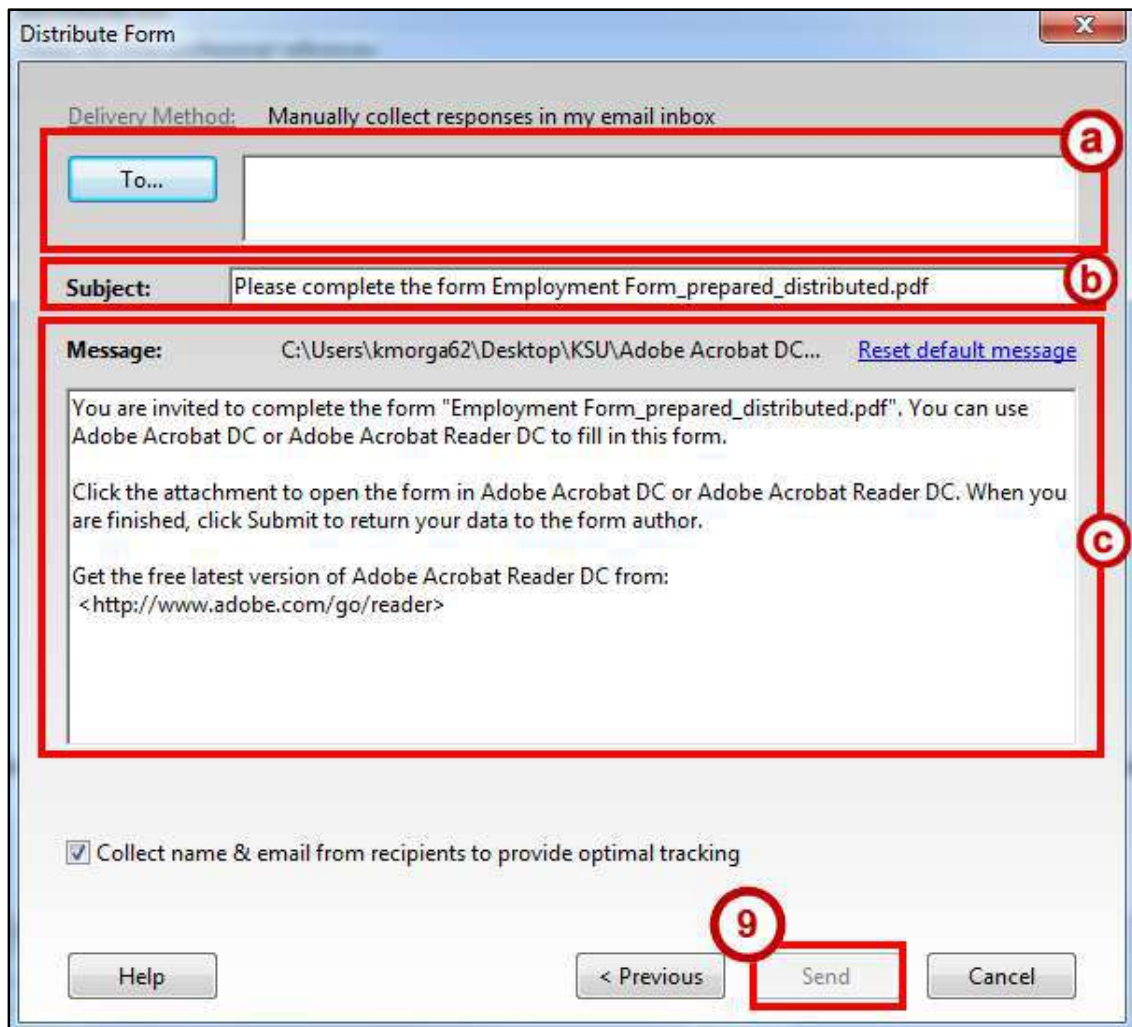 Distribute Form
X
Delivery Method: Manually collect responses in my email inbox
a
To...
Subject: Please complete the form Employment Form_prepared_distributed.pdf
b
Message: C:\Users\kmorga62\Desktop\KSU\Adobe Acrobat DC... Reset default message
You are invited to complete the form "Employment Form_prepared_distributed.pdf". You can use
Adobe Acrobat DC or Adobe Acrobat Reader DC to fill in this form.
Click the attachment to open the form in Adobe Acrobat DC or Adobe Acrobat Reader DC. When you
are finished, click Submit to return your data to the form author.
c
Get the free latest version of Adobe Acrobat Reader DC from:
<http://www.adobe.com/go/reader>
Collect name & email from recipients to provide optimal tracking
9
Help < Previous Send Cancel